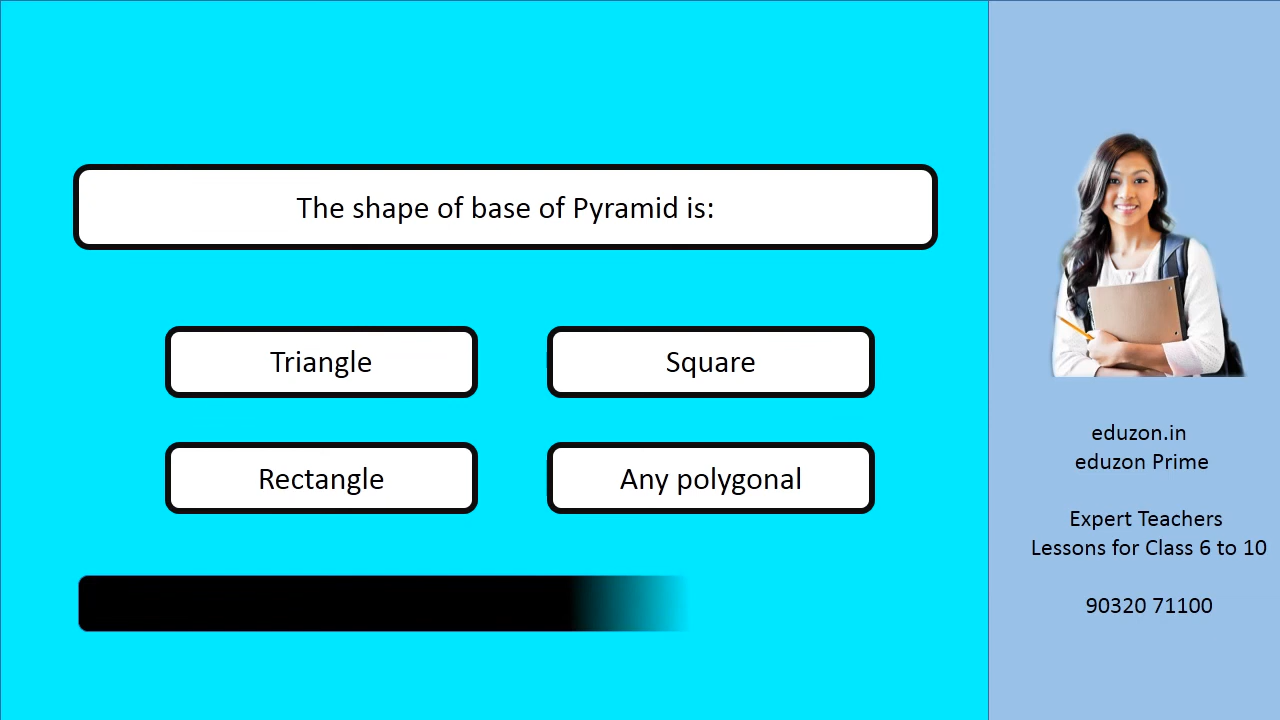 The shape of base of Pyramid is:
Triangle
Square
Rectangle
Any polygonal
eduzon.in
eduzon Prime
Expert Teachers
Lessons for Class 6 to 10
90320 71100